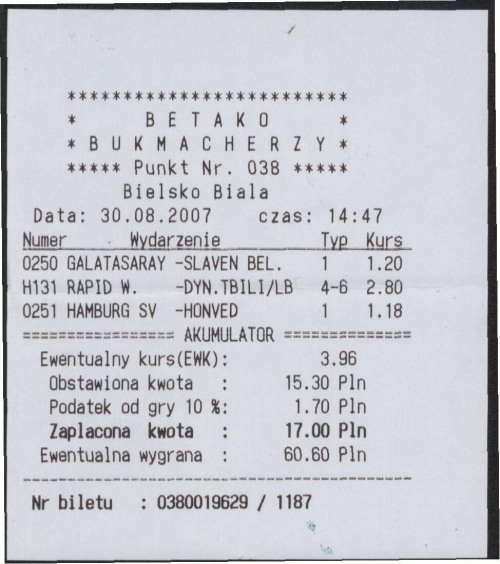 *************************
* BETAKO *
* BUKMACHERZY *
***** Punkt Nr. 038 *****
Bielsko Biala
Data: 30.08.2007 czas: 14:47
Numer Wydarzenie Typ Kurs
0250 GALATASARAY -SLAVEN BEL. 1 1.20
H131 RAPID W. -DYN.TBILI/LB 4-6 2.80
0251 HAMBURG SV -HONVED 1 1.18
================= AKUMULATOR ==============
Ewentualny kurs(EWK): 3.96
Obstawiona kwota : 15.30 Pln
Podatek od gry 10 %: 1.70 Pln
Zaplacona kwota : 17.00 Pln
Ewentualna wygrana : 60.60 Pln
-------------------------------------------
Nr biletu : 0380019629 / 1187